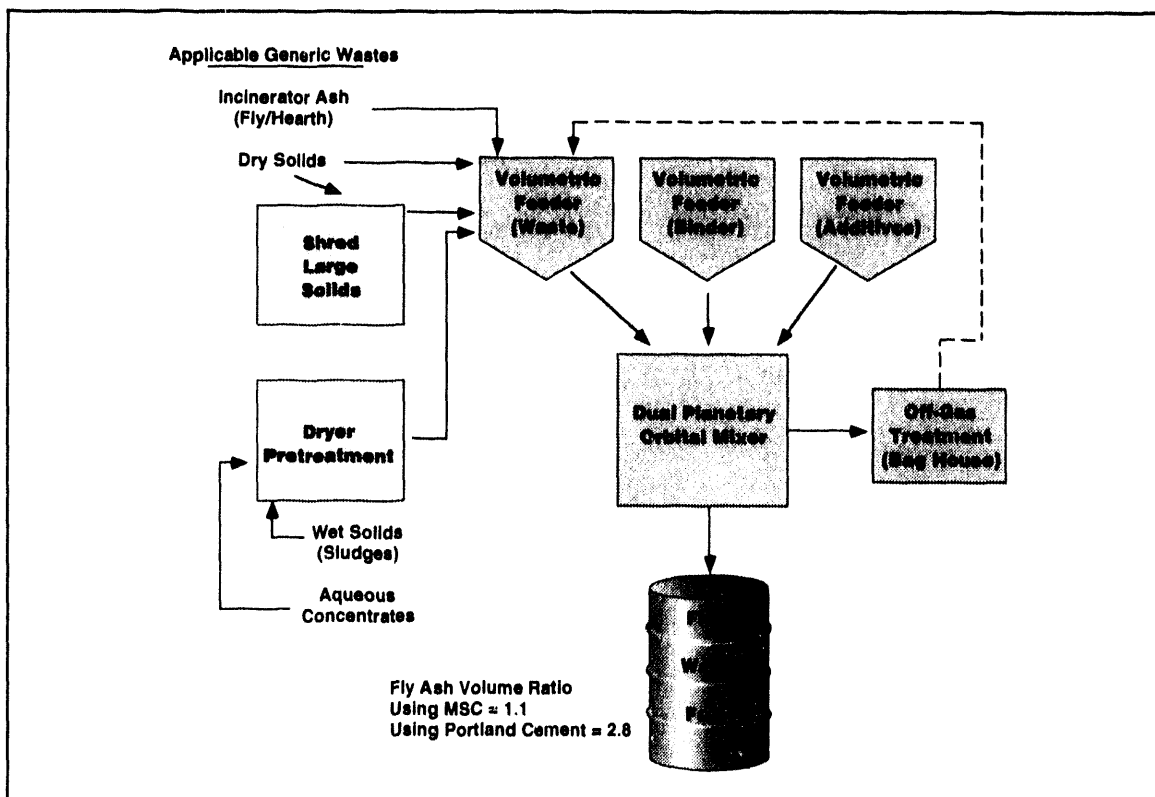 Applicable Generic Wastes
Incinerator Ash
(Fly/Hearth)
Dry Solids
Shred
Large
Solids
Dryer
Pretreatment
Wet Solids
(Sludges)
Aqueous
Concentrates
Volumetric
Feeder
(Waste)
Volumetric
Feeder
(Binder)
Volumetric
Feeder
(Additives)
Dual Planetary
Orbital Mixer
Off-Gas
Treatment
(Bag House)
Fly Ash Volume Ratio
Using MSC ≈ 1.1
Using Portland Cement = 2.8